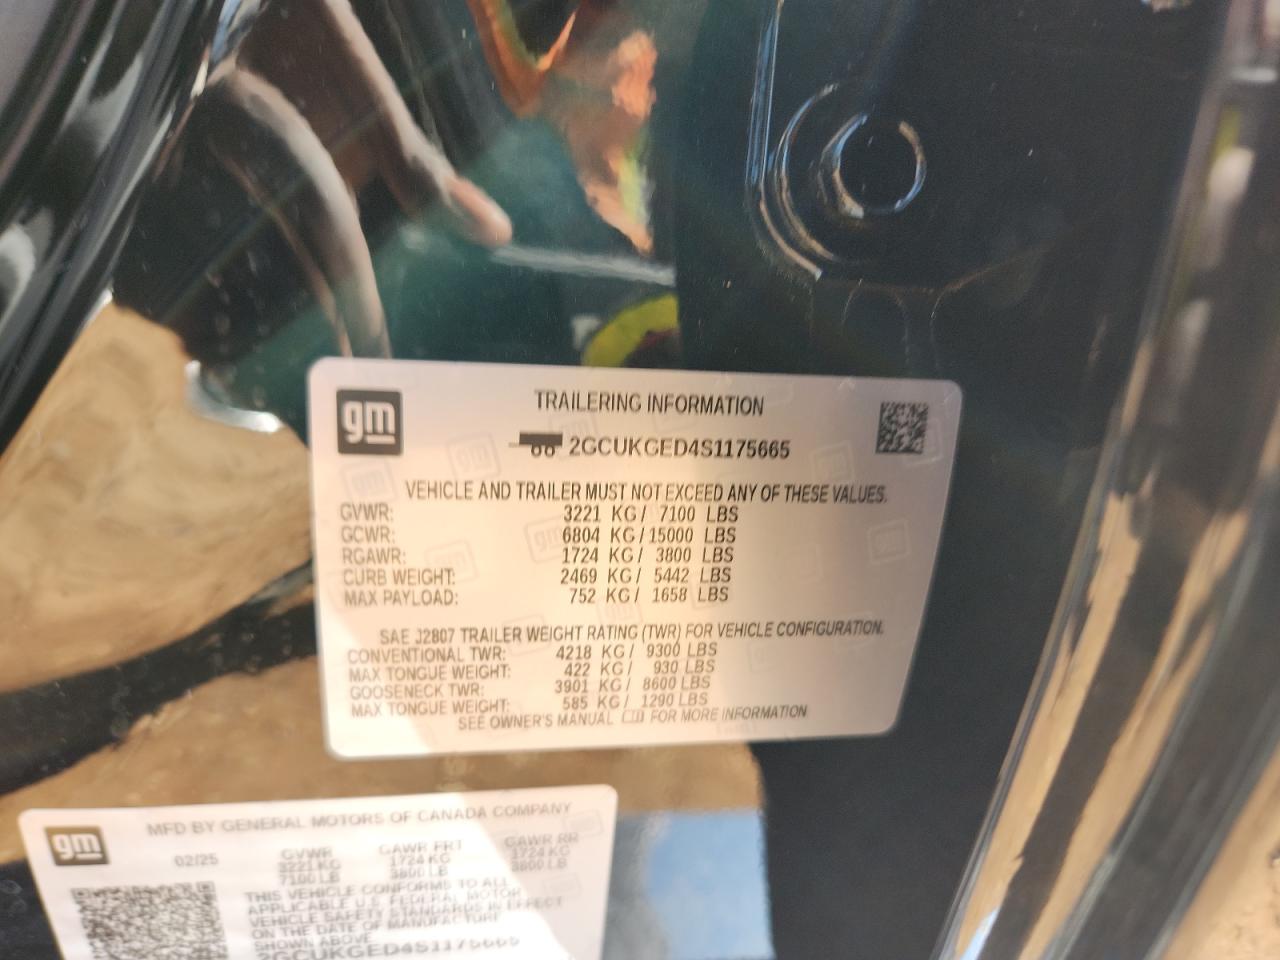 gm
TRAILERING INFORMATION
2GCUKGED4S1175665
VEHICLE AND TRAILER MUST NOT EXCEED ANY OF THESE VALUES.
GVWR: 3221 KG / 7100 LBS
GCWR: 6804 KG / 15000 LBS
RGAWR: 1724 KG / 3800 LBS
CURB WEIGHT: 2469 KG / 5442 LBS
MAX PAYLOAD: 752 KG / 1658 LBS
SAE J2807 TRAILER WEIGHT RATING (TWR) FOR VEHICLE CONFIGURATION.
CONVENTIONAL TWR: 4218 KG / 9300 LBS
MAX TONGUE WEIGHT: 422 KG / 930 LBS
GOOSENECK TWR: 3901 KG / 8600 LBS
MAX TONGUE WEIGHT: 585 KG / 1290 LBS
SEE OWNER'S MANUAL FOR MORE INFORMATION
gm
MFD BY GENERAL MOTORS OF CANADA COMPANY
02/25 GVWR GAWR FRT GAWR RR
3221 KG 1724 KG 1724 KG
7100 LB 3800 LB 3800 LB
THIS VEHICLE CONFORMS TO ALL
APPLICABLE U.S. FEDERAL MOTOR
VEHICLE SAFETY STANDARDS IN EFFECT
ON THE DATE OF MANUFACTURE
SHOWN ABOVE
2GCUKGED4S1175665